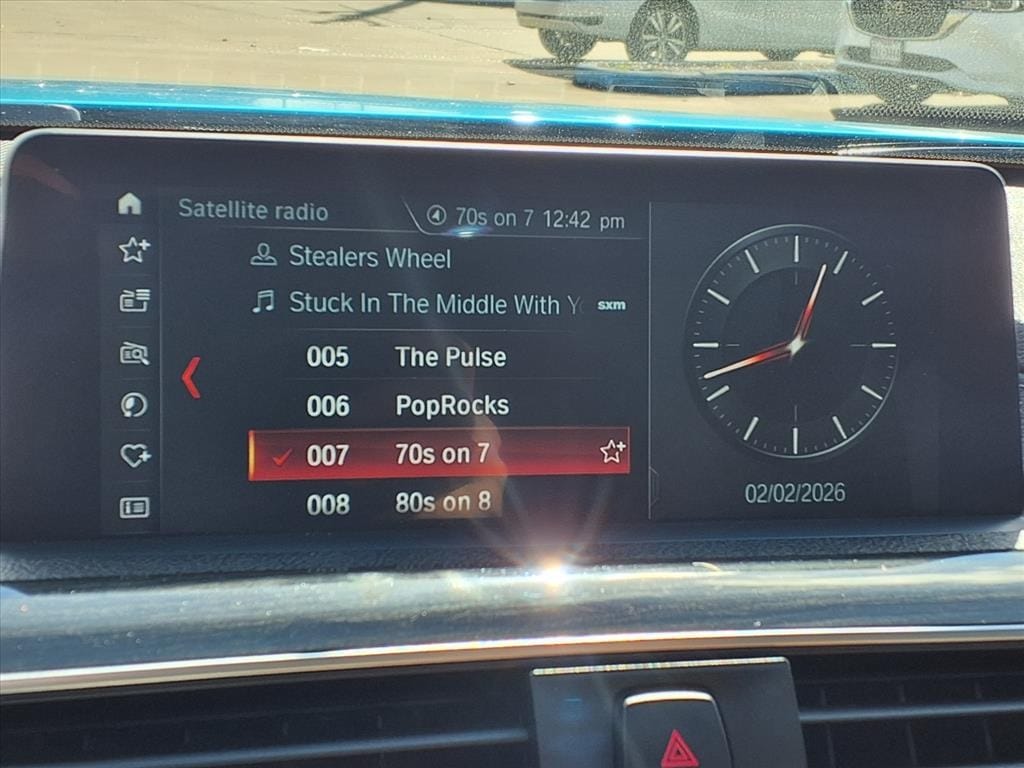 Satellite radio
70s on 7 12:42 pm
Stealers Wheel
Stuck In The Middle With Y sxm
005 The Pulse
006 PopRocks
007 70s on 7
008 80s on 8
02/02/2026